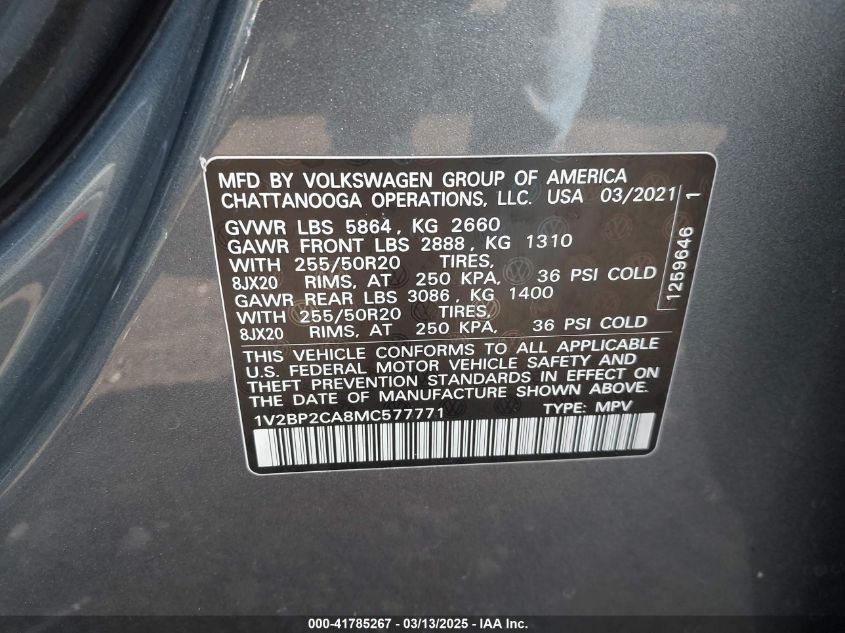 MFD BY VOLKSWAGEN GROUP OF AMERICA
CHATTANOOGA OPERATIONS, LLC. USA 03/2021
GVWR LBS 5864, KG 2660
GAWR FRONT LBS 2888, KG 1310
WITH 255/50R20 TIRES,
8JX20 RIMS, AT 250 KPA, 36 PSI COLD
GAWR REAR LBS 3086, KG 1400
WITH 255/50R20 TIRES,
8JX20 RIMS, AT 250 KPA, 36 PSI COLD
THIS VEHICLE CONFORMS TO ALL APPLICABLE
U.S. FEDERAL MOTOR VEHICLE SAFETY AND
THEFT PREVENTION STANDARDS IN EFFECT ON
THE DATE OF MANUFACTURE SHOWN ABOVE.
1V2BP2CA8MC577771 TYPE: MPV
1259646 1
000-41785267 - 03/13/2025 - IAA Inc.